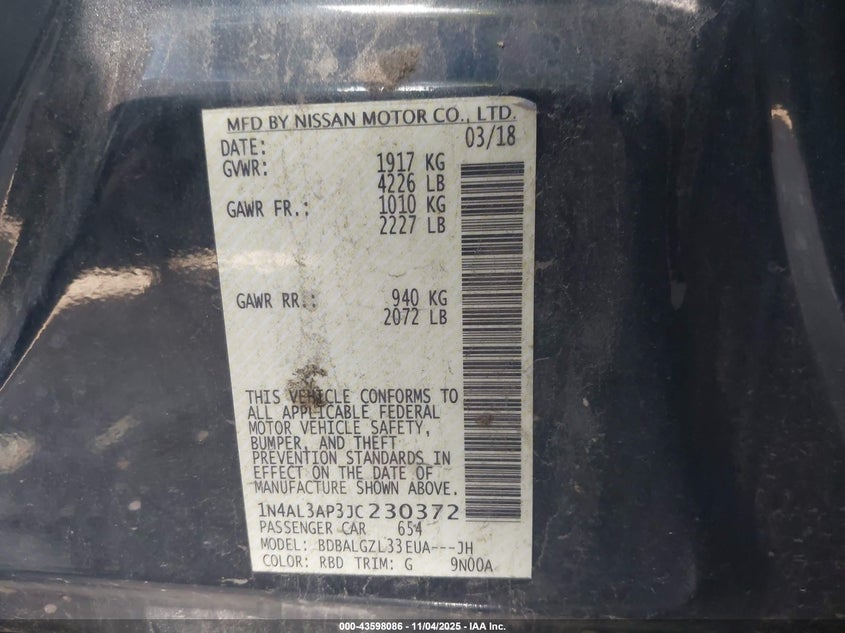 MFD BY NISSAN MOTOR CO., LTD.
DATE: 03/18
GVWR: 1917 KG
4226 LB
GAWR FR.: 1010 KG
2227 LB
GAWR RR.: 940 KG
2072 LB
THIS VEHICLE CONFORMS TO
ALL APPLICABLE FEDERAL
MOTOR VEHICLE SAFETY,
BUMPER, AND THEFT
PREVENTION STANDARDS IN
EFFECT ON THE DATE OF
MANUFACTURE SHOWN ABOVE.
1N4AL3AP3JC230372
PASSENGER CAR 654
MODEL: BDBALGZL33EUA---JH
COLOR: RBD TRIM: G 9N00A
000-43598086 - 11/04/2025 - IAA Inc.